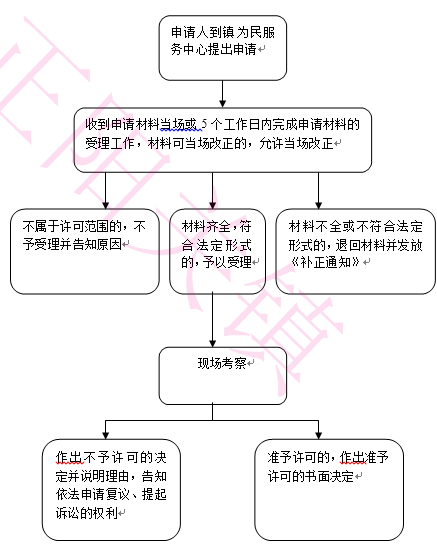 申请人到镇为民服
务中心提出申请
收到申请材料当场或 5 个工作日内完成申请材料的
受理工作，材料可当场改正的，允许当场改正
不属于许可范围的，不
予受理并告知原因
材料齐全，符
合法定形式
的，予以受理
材料不全或不符合法定
形式的，退回材料并发放
《补正通知》
现场考察
作出不予许可的决
定并说明理由，告知
依法申请复议、提起
诉讼的权利
准予许可的，作出准予
许可的书面决定
正阳关镇